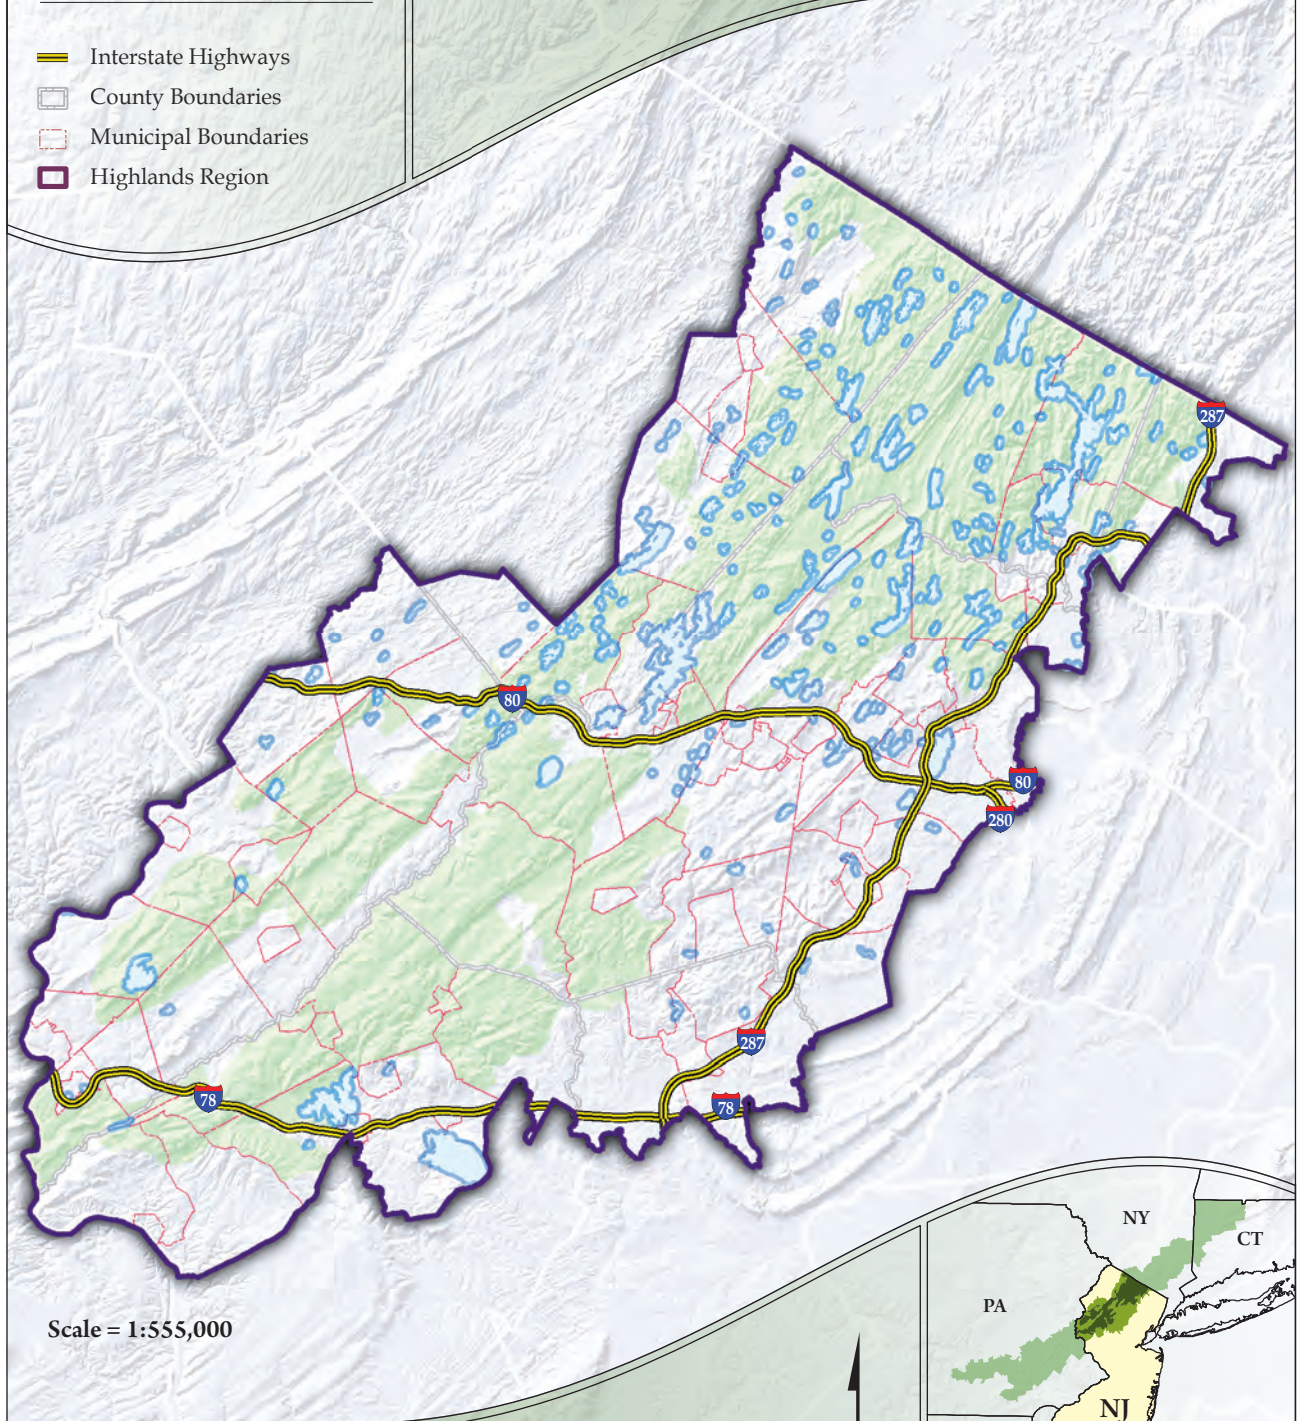 Interstate Highways
County Boundaries
Municipal Boundaries
Highlands Region
287
80
80
280
287
78
78
NY
CT
PA
NJ
Scale = 1:555,000